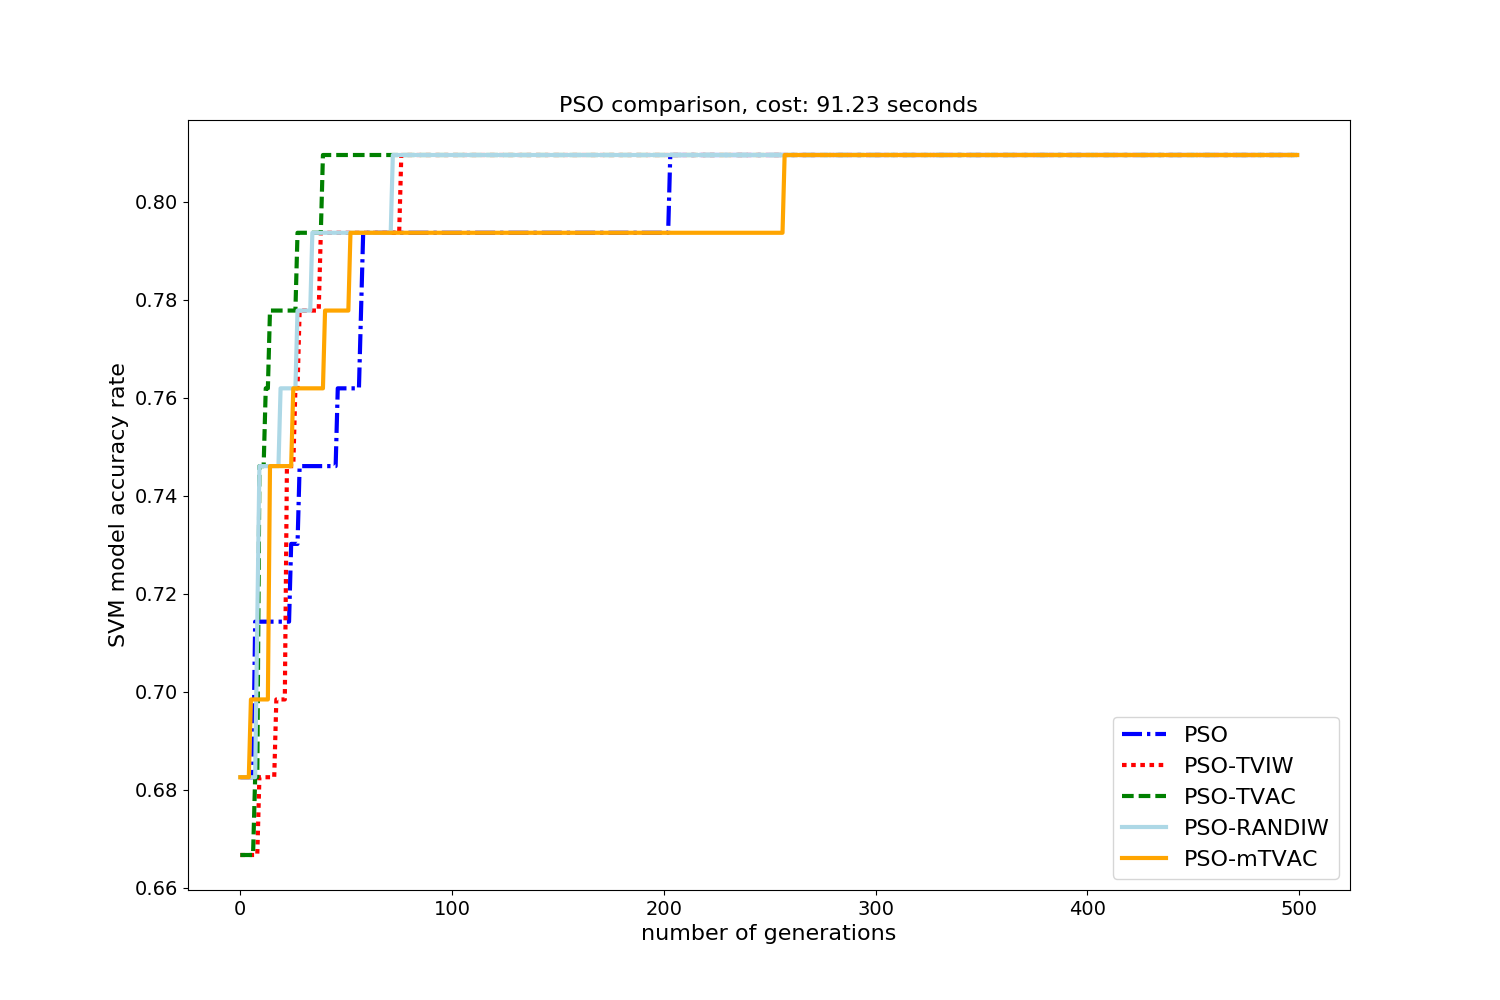 PSO comparison, cost: 91.23 seconds
SVM model accuracy rate
0.80
0.78
0.76
0.74
0.72
0.70
0.68
0.66
0 100 200 300 400 500
number of generations
PSO
PSO-TVIW
PSO-TVAC
PSO-RANDIW
PSO-mTVAC